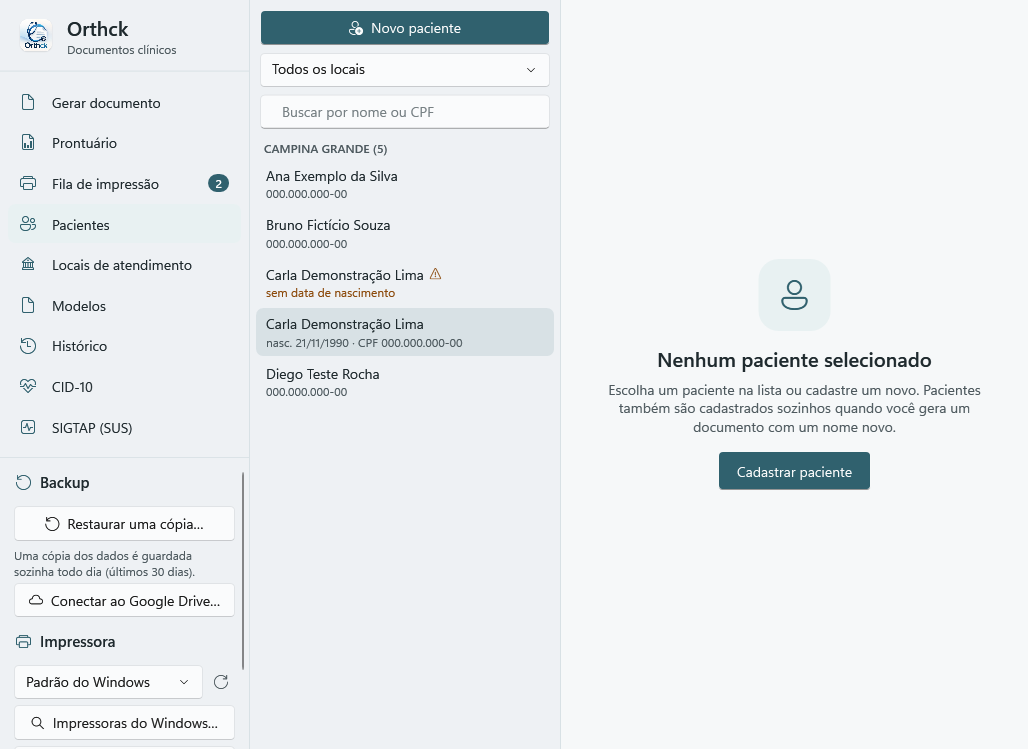 Orthck
Orthck
Documentos clínicos
Gerar documento
Prontuário
Fila de impressão
2
Pacientes
Locais de atendimento
Modelos
Histórico
CID-10
SIGTAP (SUS)
Backup
Restaurar uma cópia...
Uma cópia dos dados é guardada
sozinha todo dia (últimos 30 dias).
Conectar ao Google Drive...
Impressora
Padrão do Windows
Impressoras do Windows...
Novo paciente
Todos os locais
Buscar por nome ou CPF
CAMPINA GRANDE (5)
Ana Exemplo da Silva
000.000.000-00
Bruno Fictício Souza
000.000.000-00
Carla Demonstração Lima
sem data de nascimento
Carla Demonstração Lima
nasc. 21/11/1990 · CPF 000.000.000-00
Diego Teste Rocha
000.000.000-00
Nenhum paciente selecionado
Escolha um paciente na lista ou cadastre um novo. Pacientes
também são cadastrados sozinhos quando você gera um
documento com um nome novo.
Cadastrar paciente